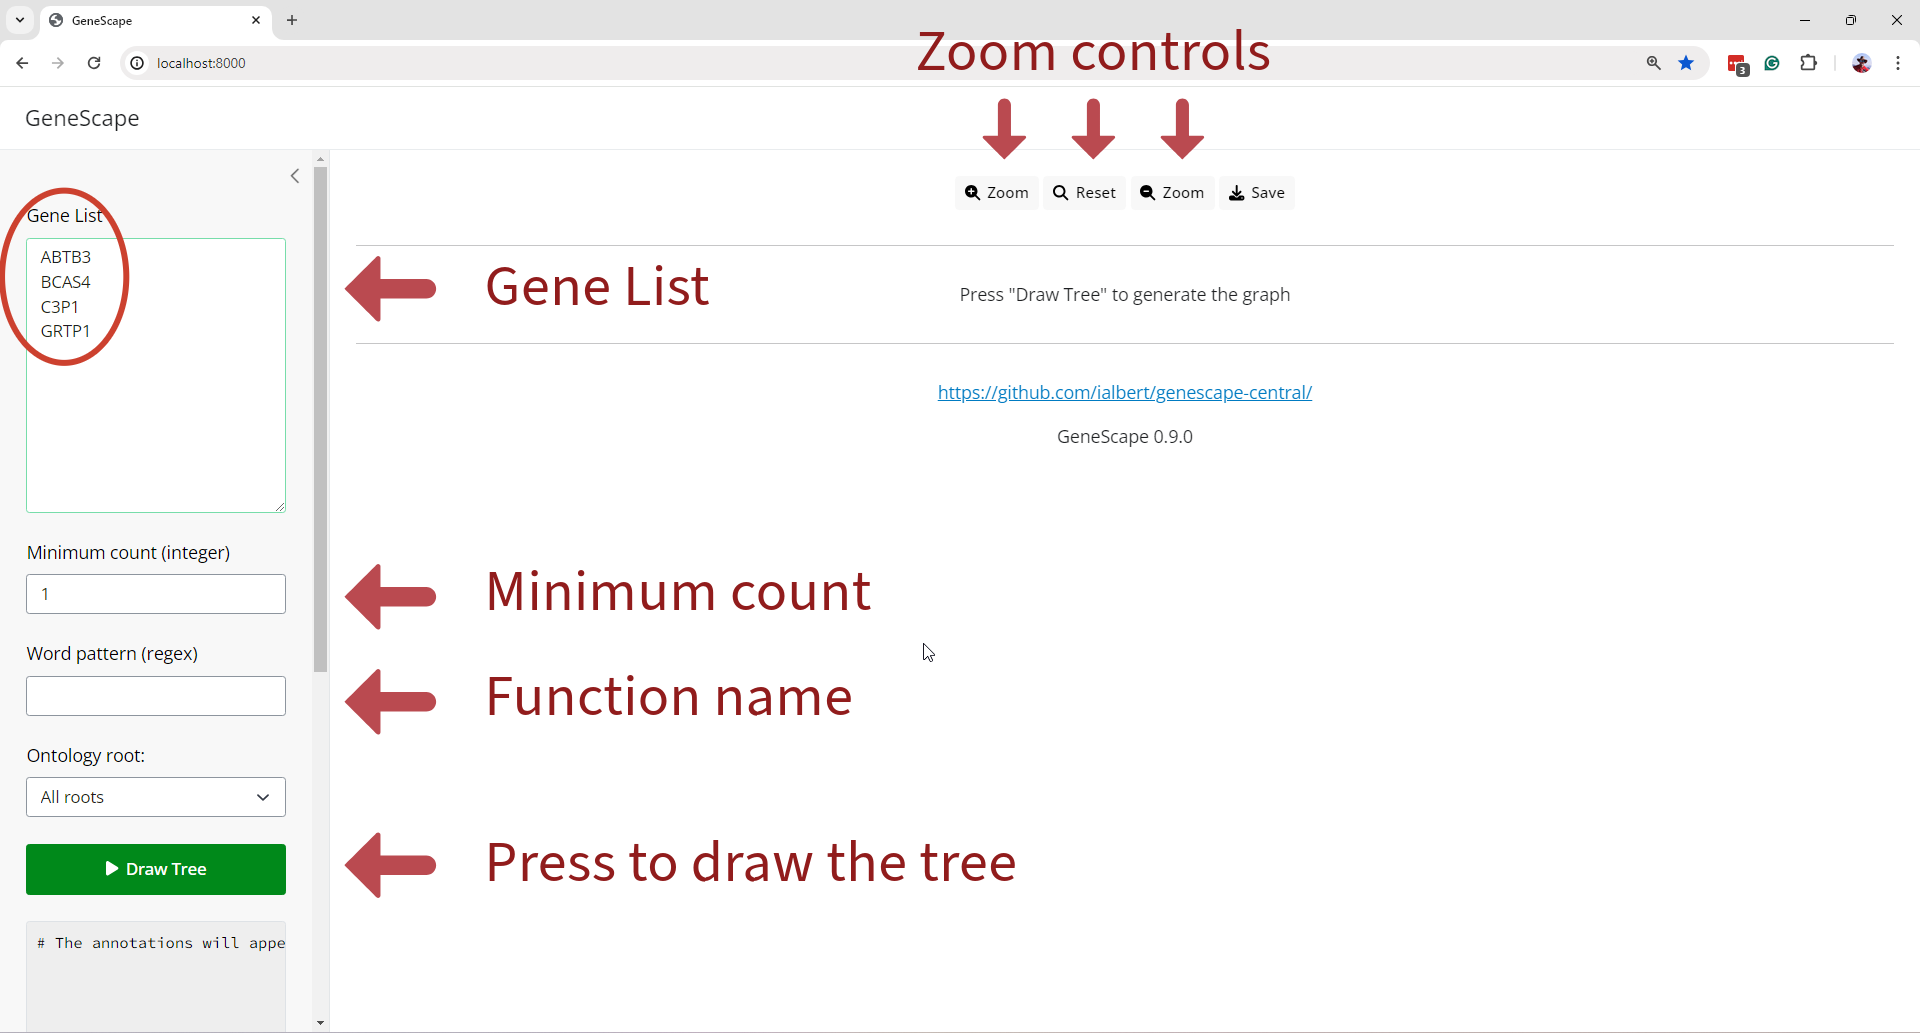 GeneScape
localhost:8000
Zoom controls
3
GeneScape
Zoom
Reset
Zoom
Save
Gene List
ABTB3
BCAS4
C3P1
GRTP1
Gene List
Press "Draw Tree" to generate the graph
https://github.com/ialbert/genescape-central/
GeneScape 0.9.0
Minimum count (integer)
1
Minimum count
Word pattern (regex)
Function name
Ontology root:
All roots
Draw Tree
Press to draw the tree
# The annotations will appe